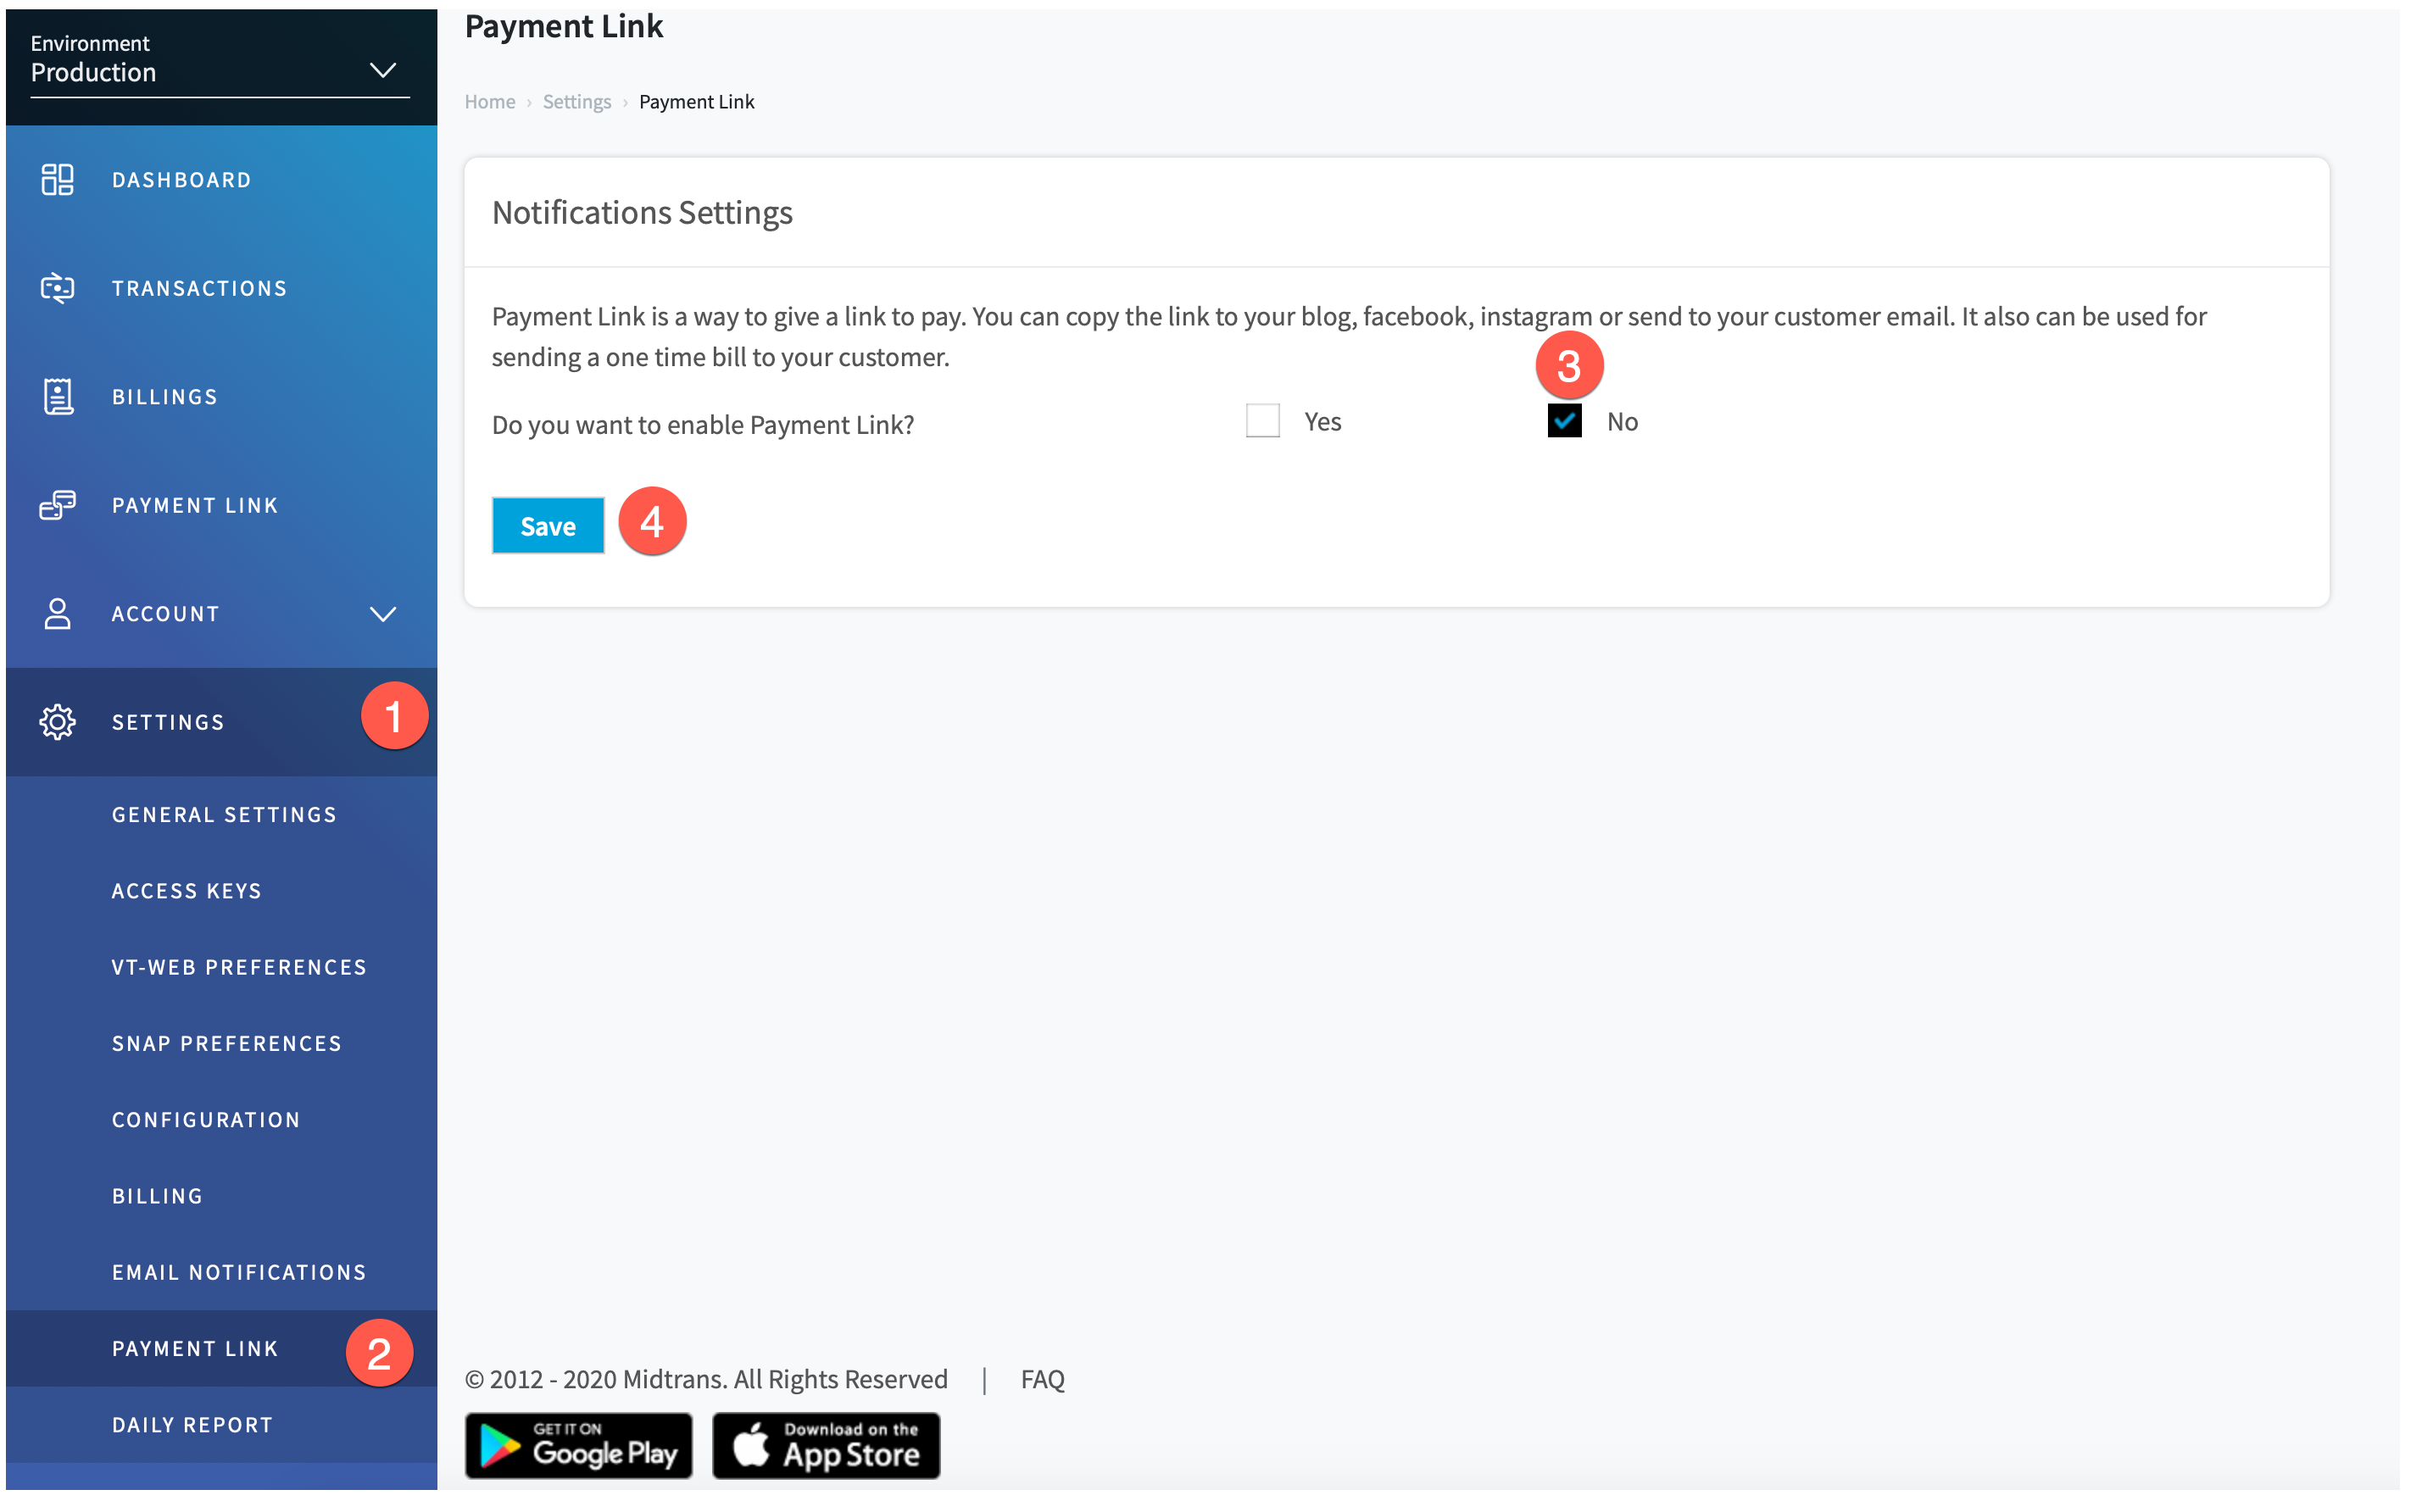 Environment
Production
DASHBOARD
TRANSACTIONS
BILLINGS
PAYMENT LINK
ACCOUNT
SETTINGS
1
GENERAL SETTINGS
ACCESS KEYS
VT-WEB PREFERENCES
SNAP PREFERENCES
CONFIGURATION
BILLING
EMAIL NOTIFICATIONS
PAYMENT LINK
2
DAILY REPORT
Payment Link
Home › Settings › Payment Link
Notifications Settings
Payment Link is a way to give a link to pay. You can copy the link to your blog, facebook, instagram or send to your customer email. It also can be used for
sending a one time bill to your customer.
3
Do you want to enable Payment Link? Yes No
Save 4
© 2012 - 2020 Midtrans. All Rights Reserved | FAQ
GET IT ON
Google Play
Download on the
App Store